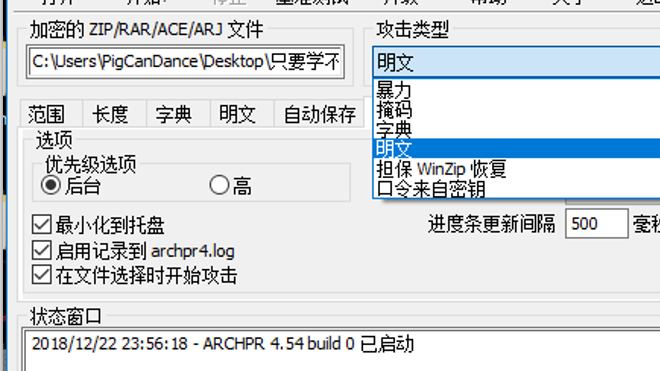 加密的 ZIP/RAR/ACE/ARJ 文件
攻击类型
C:\Users\PigCanDance\Desktop\只要学不
明文
暴力
掩码
字典
明文
担保 WinZip 恢复
口令来自密钥
范围 长度 字典 明文 自动保存
选项
优先级选项
后台 高
最小化到托盘
进度条更新间隔 500 毫秒
启用记录到 archpr4.log
在文件选择时开始攻击
状态窗口
2018/12/22 23:56:18 - ARCHPR 4.54 build 0 已启动